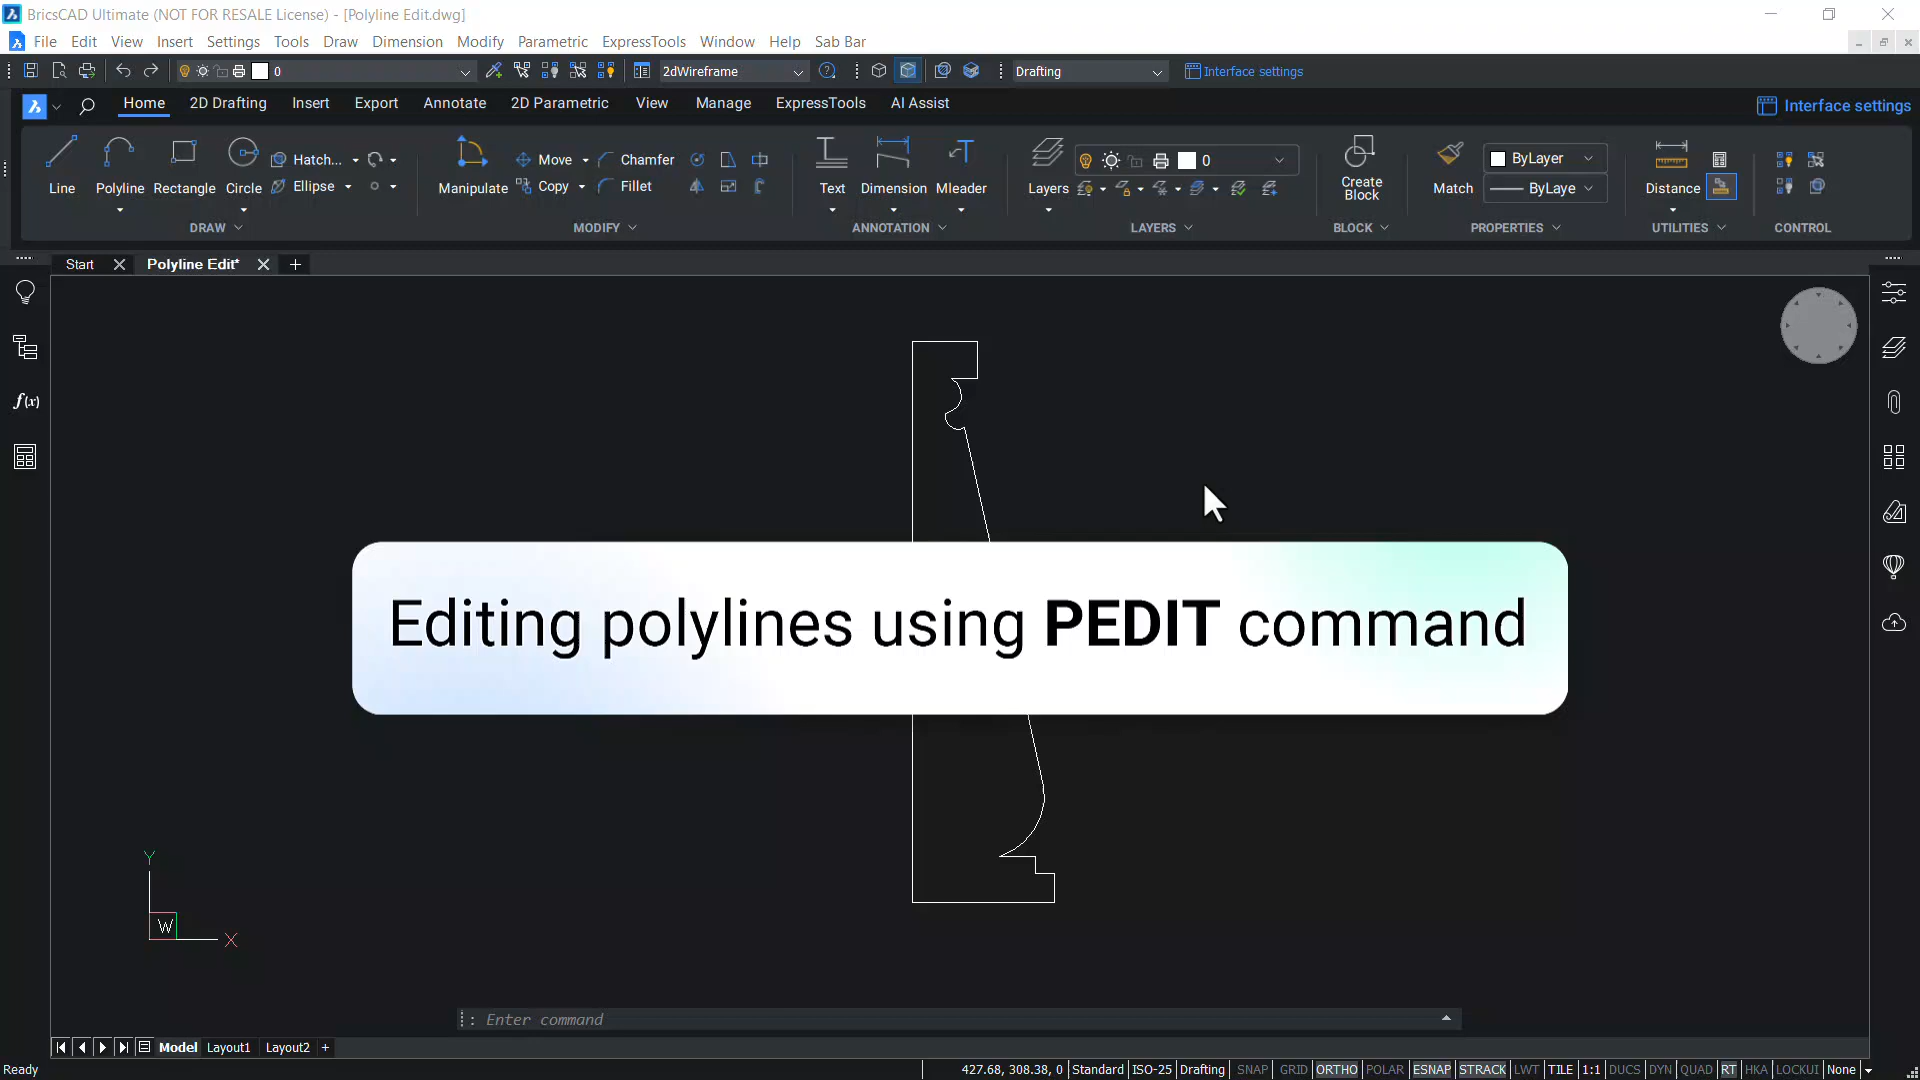 BricsCAD Ultimate (NOT FOR RESALE License) - [Polyline Edit.dwg]
File Edit View Insert Settings Tools Draw Dimension Modify Parametric ExpressTools Window Help Sab Bar
0 2dWireframe Drafting Interface settings
Home 2D Drafting Insert Export Annotate 2D Parametric View Manage ExpressTools AI Assist Interface settings
Hatch... Move Chamfer 0 ByLayer
Line Polyline Rectangle Circle Ellipse Manipulate Copy Fillet Text Dimension Mleader Layers Create Block Match ByLaye Distance
DRAW MODIFY ANNOTATION LAYERS BLOCK PROPERTIES UTILITIES CONTROL
Start Polyline Edit*
f(x)
Editing polylines using PEDIT command
Y
W
X
: Enter command
Model Layout1 Layout2 +
Ready 427.68, 308.38, 0 Standard ISO-25 Drafting SNAP GRID ORTHO POLAR ESNAP STRACK LWT TILE 1:1 DUCS DYN QUAD RT HKA LOCKUI None